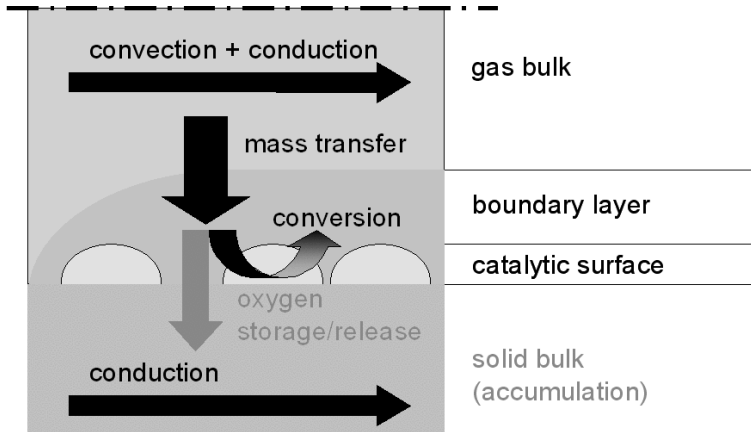 convection + conduction
gas bulk
mass transfer
boundary layer
conversion
catalytic surface
oxygen
storage/release
solid bulk
(accumulation)
conduction